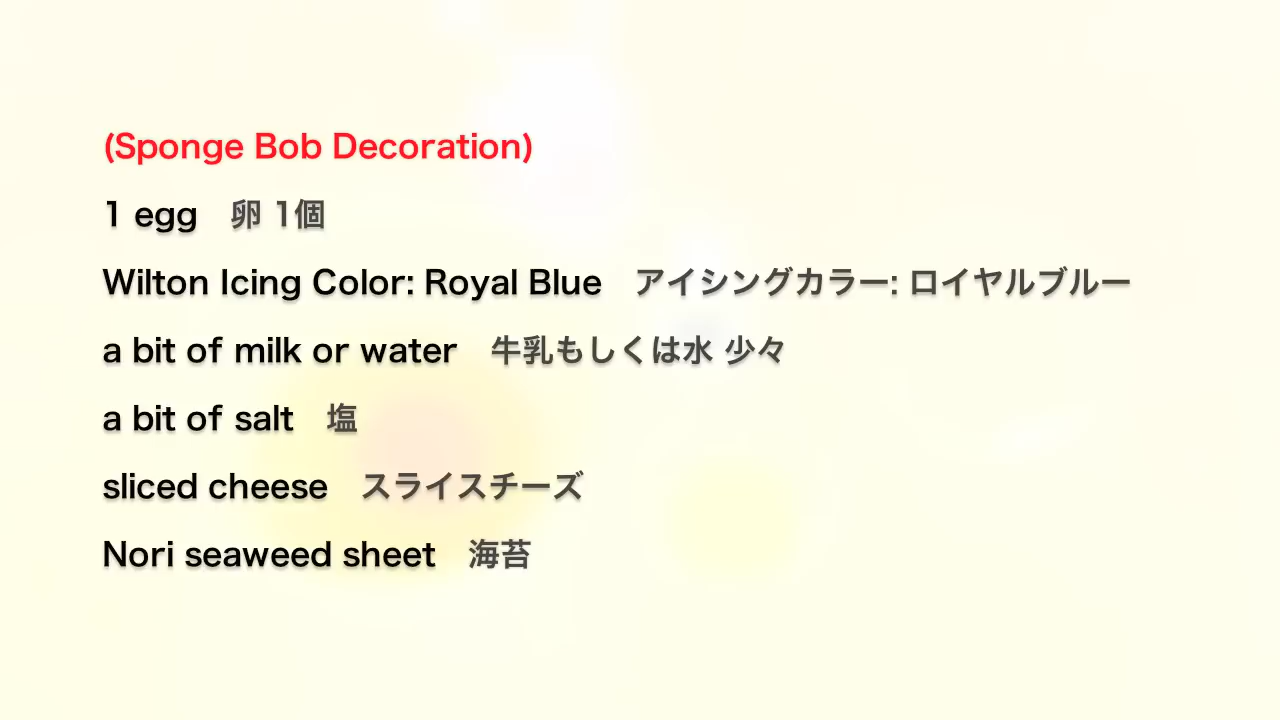 (Sponge Bob Decoration)
1 egg　卵 1個
Wilton Icing Color: Royal Blue　アイシングカラー: ロイヤルブルー
a bit of milk or water　牛乳もしくは水 少々
a bit of salt　塩
sliced cheese　スライスチーズ
Nori seaweed sheet　海苔